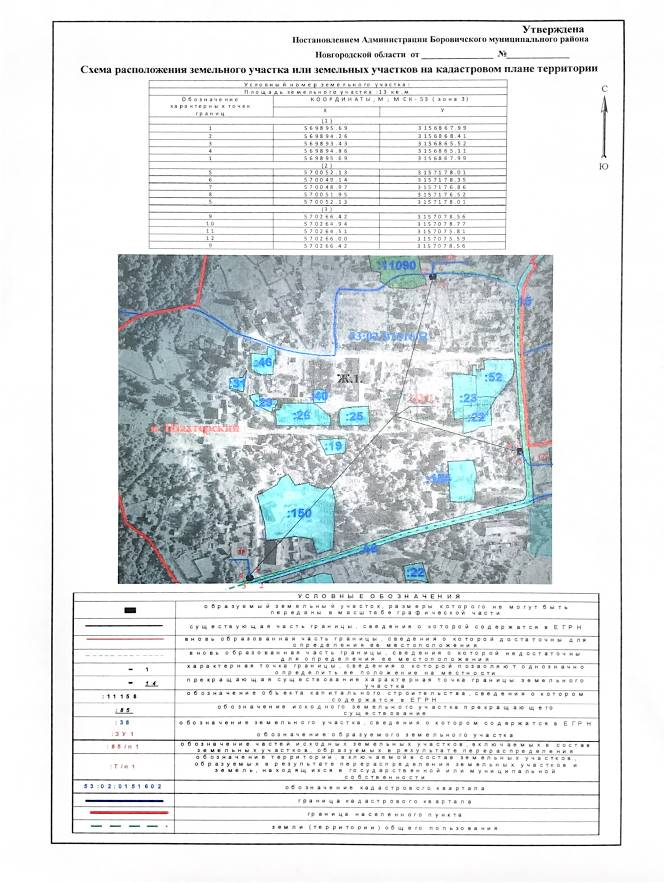 Утверждена
Постановлением Администрации Боровичского муниципального района
Новгородской области от № 
Схема расположения земельного участка или земельных участков на кадастровом плане территории
Условный номер земельного участка:
Площадь земельного участка :13 кв.м
Обозначение характерных точек границ
КООРДИНАТЫ, М ; МСК-53 (зона 3)
X Y
(1)
1 569895.69 3156867.99
2 569894.26 3156868.41
3 569893.43 3156865.52
4 569894.86 3156865.11
1 569895.69 3156867.99
(2)
5 570052.13 3157178.01
6 570049.14 3157178.35
7 570048.97 3157176.86
8 570051.95 3157176.52
5 570052.13 3157178.01
(3)
9 570266.42 3157078.56
10 570264.94 3157078.77
11 570264.51 3157075.81
12 570266.00 3157075.59
9 570266.42 3157078.56
С
Ю
:11090
:46
:31
Ж.1.
:40
:52
:23
:26
:25
:22
п. Шахтерский
:19
:150
:22
УСЛОВНЫЕ ОБОЗНАЧЕНИЯ
образуемый земельный участок, размеры которого не могут быть
переданы в масштабе графической части
существующая часть границы, сведения о которой содержатся в ЕГРН
вновь образованная часть границы, сведения о которой достаточны для
определения ее местоположения
вновь образованная часть границы, сведения о которой недостаточны
для определения ее местоположения
1 характерная точка границы, сведения о которой позволяют однозначно
определить ее положение на местности
14 прекращающая существование характерная точка границы земельного
участка
:11158 обозначение объекта капитального строительства, сведения о котором
содержатся в ЕГРН
:85 обозначение исходного земельного участка прекращающего
существование
:38 обозначение земельного участка, сведения о котором содержатся в ЕГРН
:ЗУ1 обозначение образуемого земельного участка
:85/п1 обозначение частей исходных земельных участков, включаемых в состав
земельных участков, образуемых в результате перераспределения
:Т/п1 обозначение территории, включаемой в состав земельных участков,
образуемых в результате перераспределения земельных участков и
земель, находящихся в государственной или муниципальной
собственности
53:02:0151602 обозначение кадастрового квартала
граница кадастрового квартала
граница населенного пункта
земли (территории) общего пользования